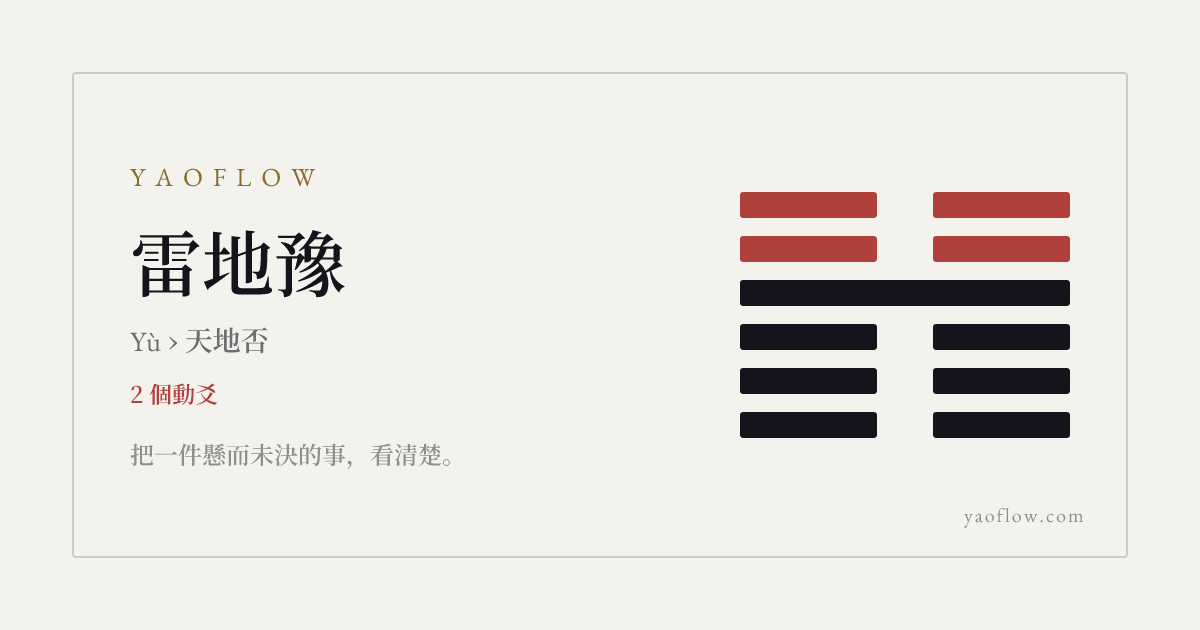 YAOFLOW
雷地豫
Yù › 天地否
2 個動爻
把一件懸而未決的事，看清楚。
yaoflow.com